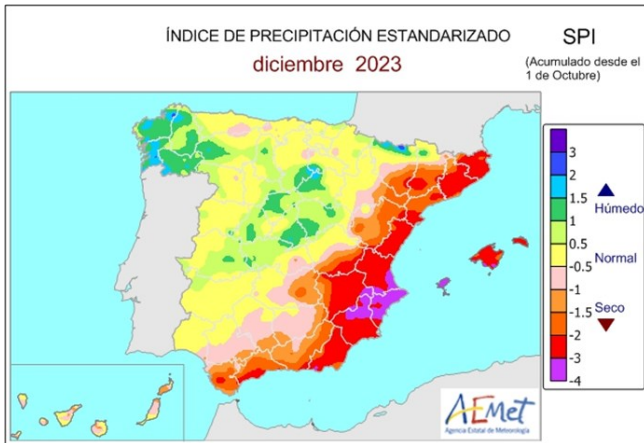 ÍNDICE DE PRECIPITACIÓN ESTANDARIZADO
diciembre 2023
SPI
(Acumulado desde el
1 de Octubre)
3
2
1.5
1
0.5
-0.5
-1
-1.5
-2
-3
-4
Húmedo
Normal
Seco
AEMet
Agencia Estatal de Meteorología